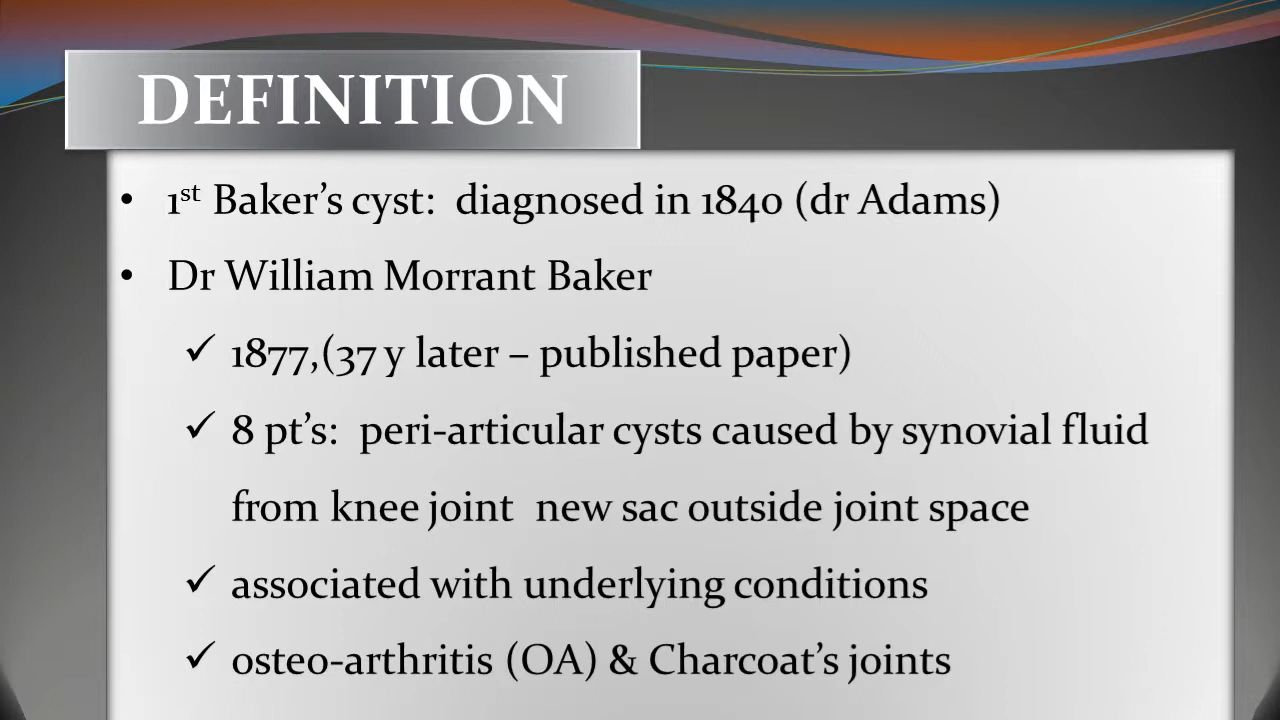 DEFINITION
• 1st Baker's cyst: diagnosed in 1840 (dr Adams)
• Dr William Morrant Baker
✓ 1877,(37 y later – published paper)
✓ 8 pt's: peri-articular cysts caused by synovial fluid
from knee joint new sac outside joint space
✓ associated with underlying conditions
✓ osteo-arthritis (OA) & Charcoat's joints